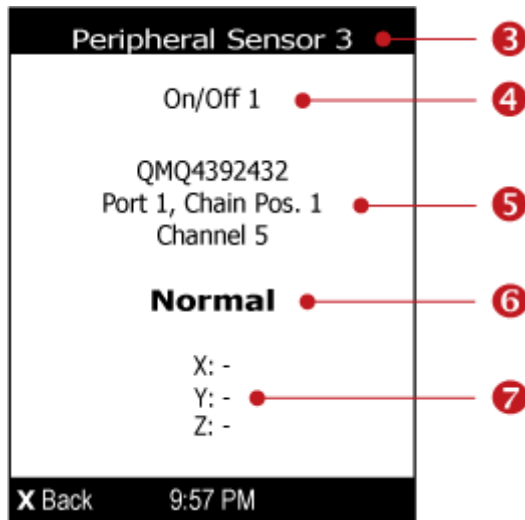 Peripheral Sensor 3
3
On/Off 1
4
QMQ4392432
Port 1, Chain Pos. 1
5
Channel 5
Normal
6
X: -
Y: -
7
Z: -
X Back 9:57 PM